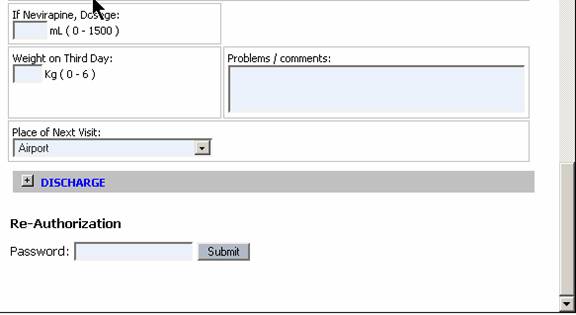 If Nevirapine, Dosage:
mL ( 0 - 1500 )
Weight on Third Day:
Kg ( 0 - 6 )
Problems / comments:
Place of Next Visit:
Airport
+ DISCHARGE
Re-Authorization
Password:
Submit